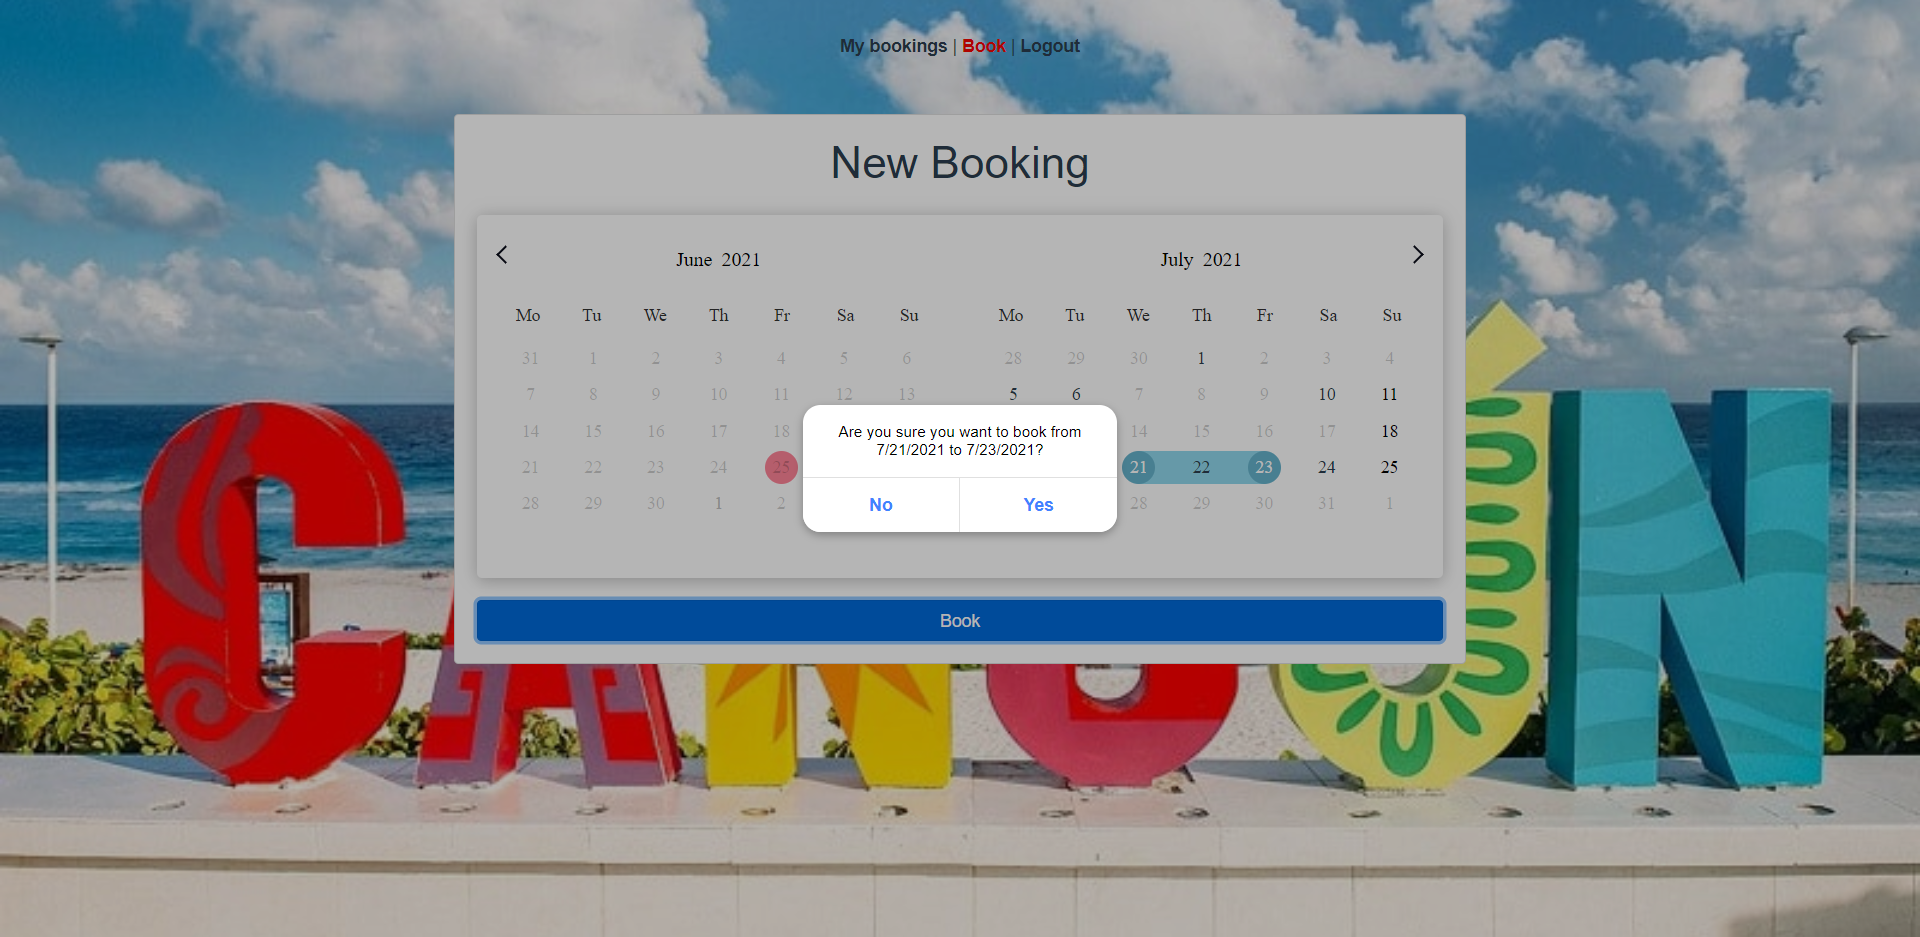 My bookings | Book | Logout
New Booking
June 2021
Mo Tu We Th Fr Sa Su
31 1 2 3 4 5 6
7 8 9 10 11 12 13
14 15 16 17 18
21 22 23 24 25
28 29 30 1 2
July 2021
Mo Tu We Th Fr Sa Su
28 29 30 1 2 3 4
5 6 7 8 9 10 11
14 15 16 17 18
21 22 23 24 25
28 29 30 31 1
Are you sure you want to book from
7/21/2021 to 7/23/2021?
No Yes
Book
CANCÚN